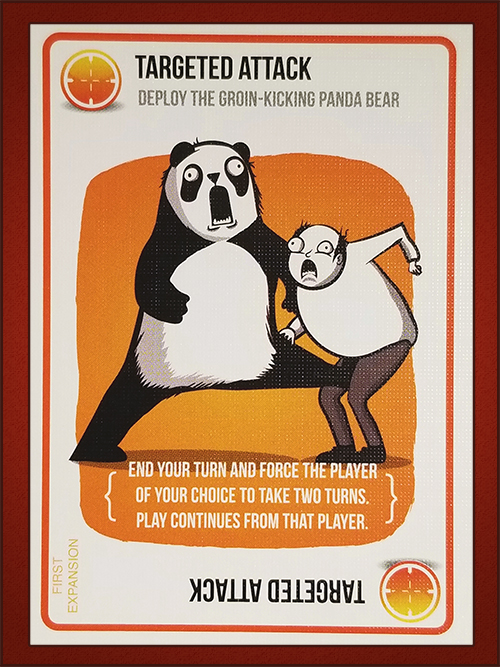 TARGETED ATTACK
DEPLOY THE GROIN-KICKING PANDA BEAR
END YOUR TURN AND FORCE THE PLAYER
OF YOUR CHOICE TO TAKE TWO TURNS.
PLAY CONTINUES FROM THAT PLAYER.
FIRST
EXPANSION
TARGETED ATTACK